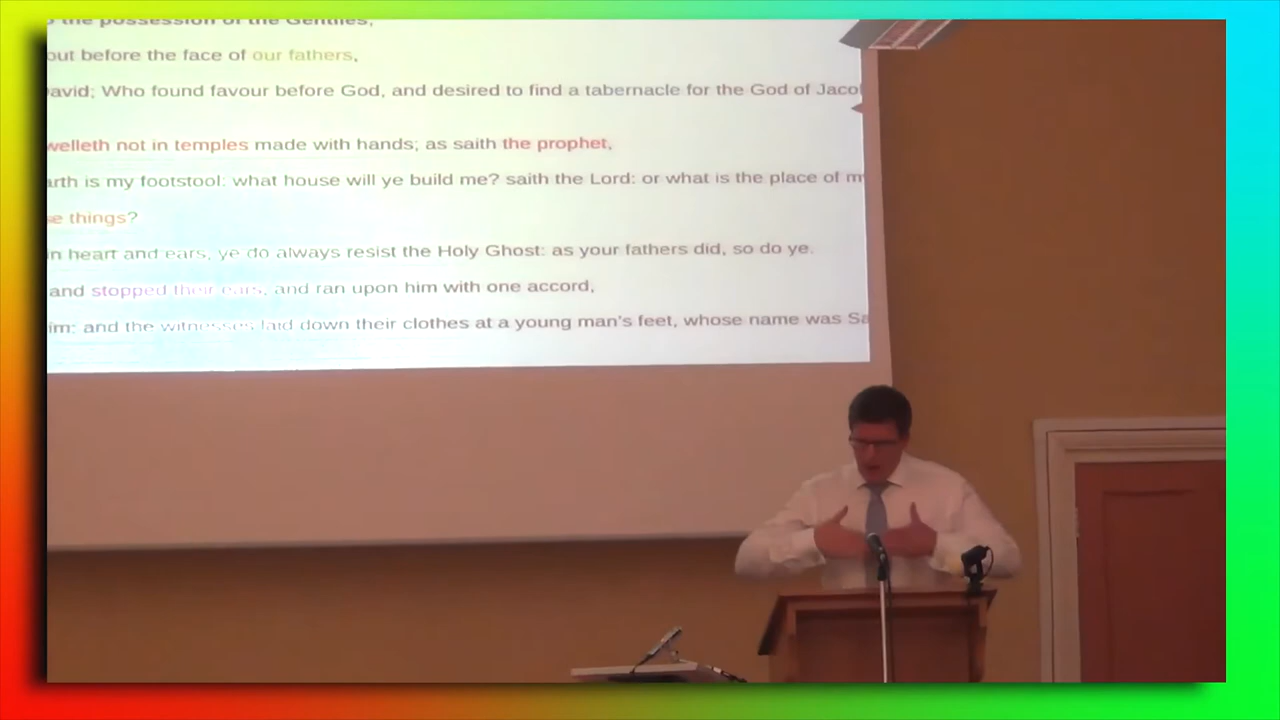 the possession of the Gentiles,
out before the face of our fathers,
avid; Who found favour before God, and desired to find a tabernacle for the God of Jaco
welleth not in temples made with hands; as saith the prophet,
arth is my footstool: what house will ye build me? saith the Lord: or what is the place of m
e things?
n heart and ears, ye do always resist the Holy Ghost: as your fathers did, so do ye.
and stopped their ears, and ran upon him with one accord,
im: and the witnesses laid down their clothes at a young man's feet, whose name was Sa